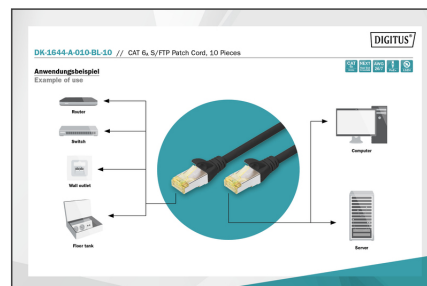 DIGITUS®
DK-1644-A-010-BL-10 // CAT 6A S/FTP Patch Cord, 10 Pieces
Anwendungsbeispiel
Example of use
Router
Switch
Wall outlet
Floor tank
Computer
Server